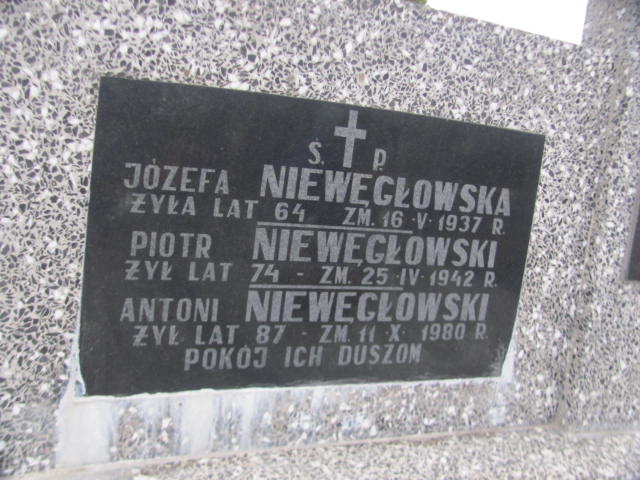 Ś. P.
JÓZEFA NIEWĘGŁOWSKA
ŻYŁA LAT 64 ZM. 16 ·V· 1937 R.
PIOTR NIEWĘGŁOWSKI
ŻYŁ LAT 74 - ZM. 25 ·IV· 1942 R.
ANTONI NIEWĘGŁOWSKI
ŻYŁ LAT 87 - ZM. 11 ·X· 1980 R.
POKÓJ ICH DUSZOM